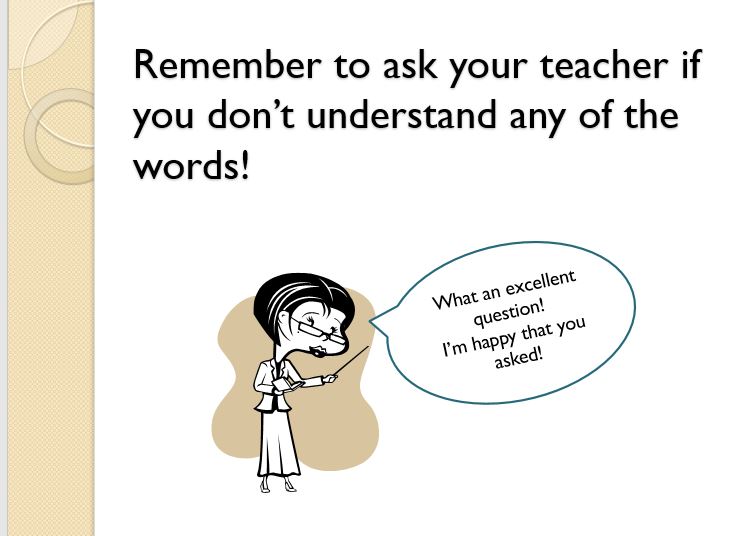 Remember to ask your teacher if
you don’t understand any of the
words!
What an excellent
question!
I’m happy that you
asked!